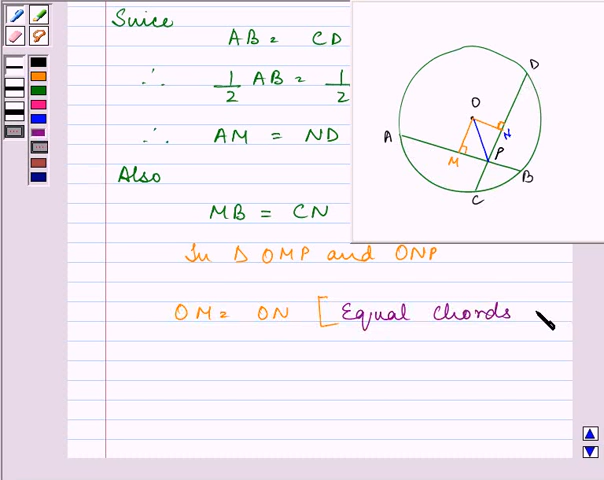 Since
AB = CD
∴ 1/2 AB = 1/2
∴ AM = ND
Also
MB = CN
In Δ OMP and ONP
OM = ON [Equal chords
D
O
A
N
M
P
B
C